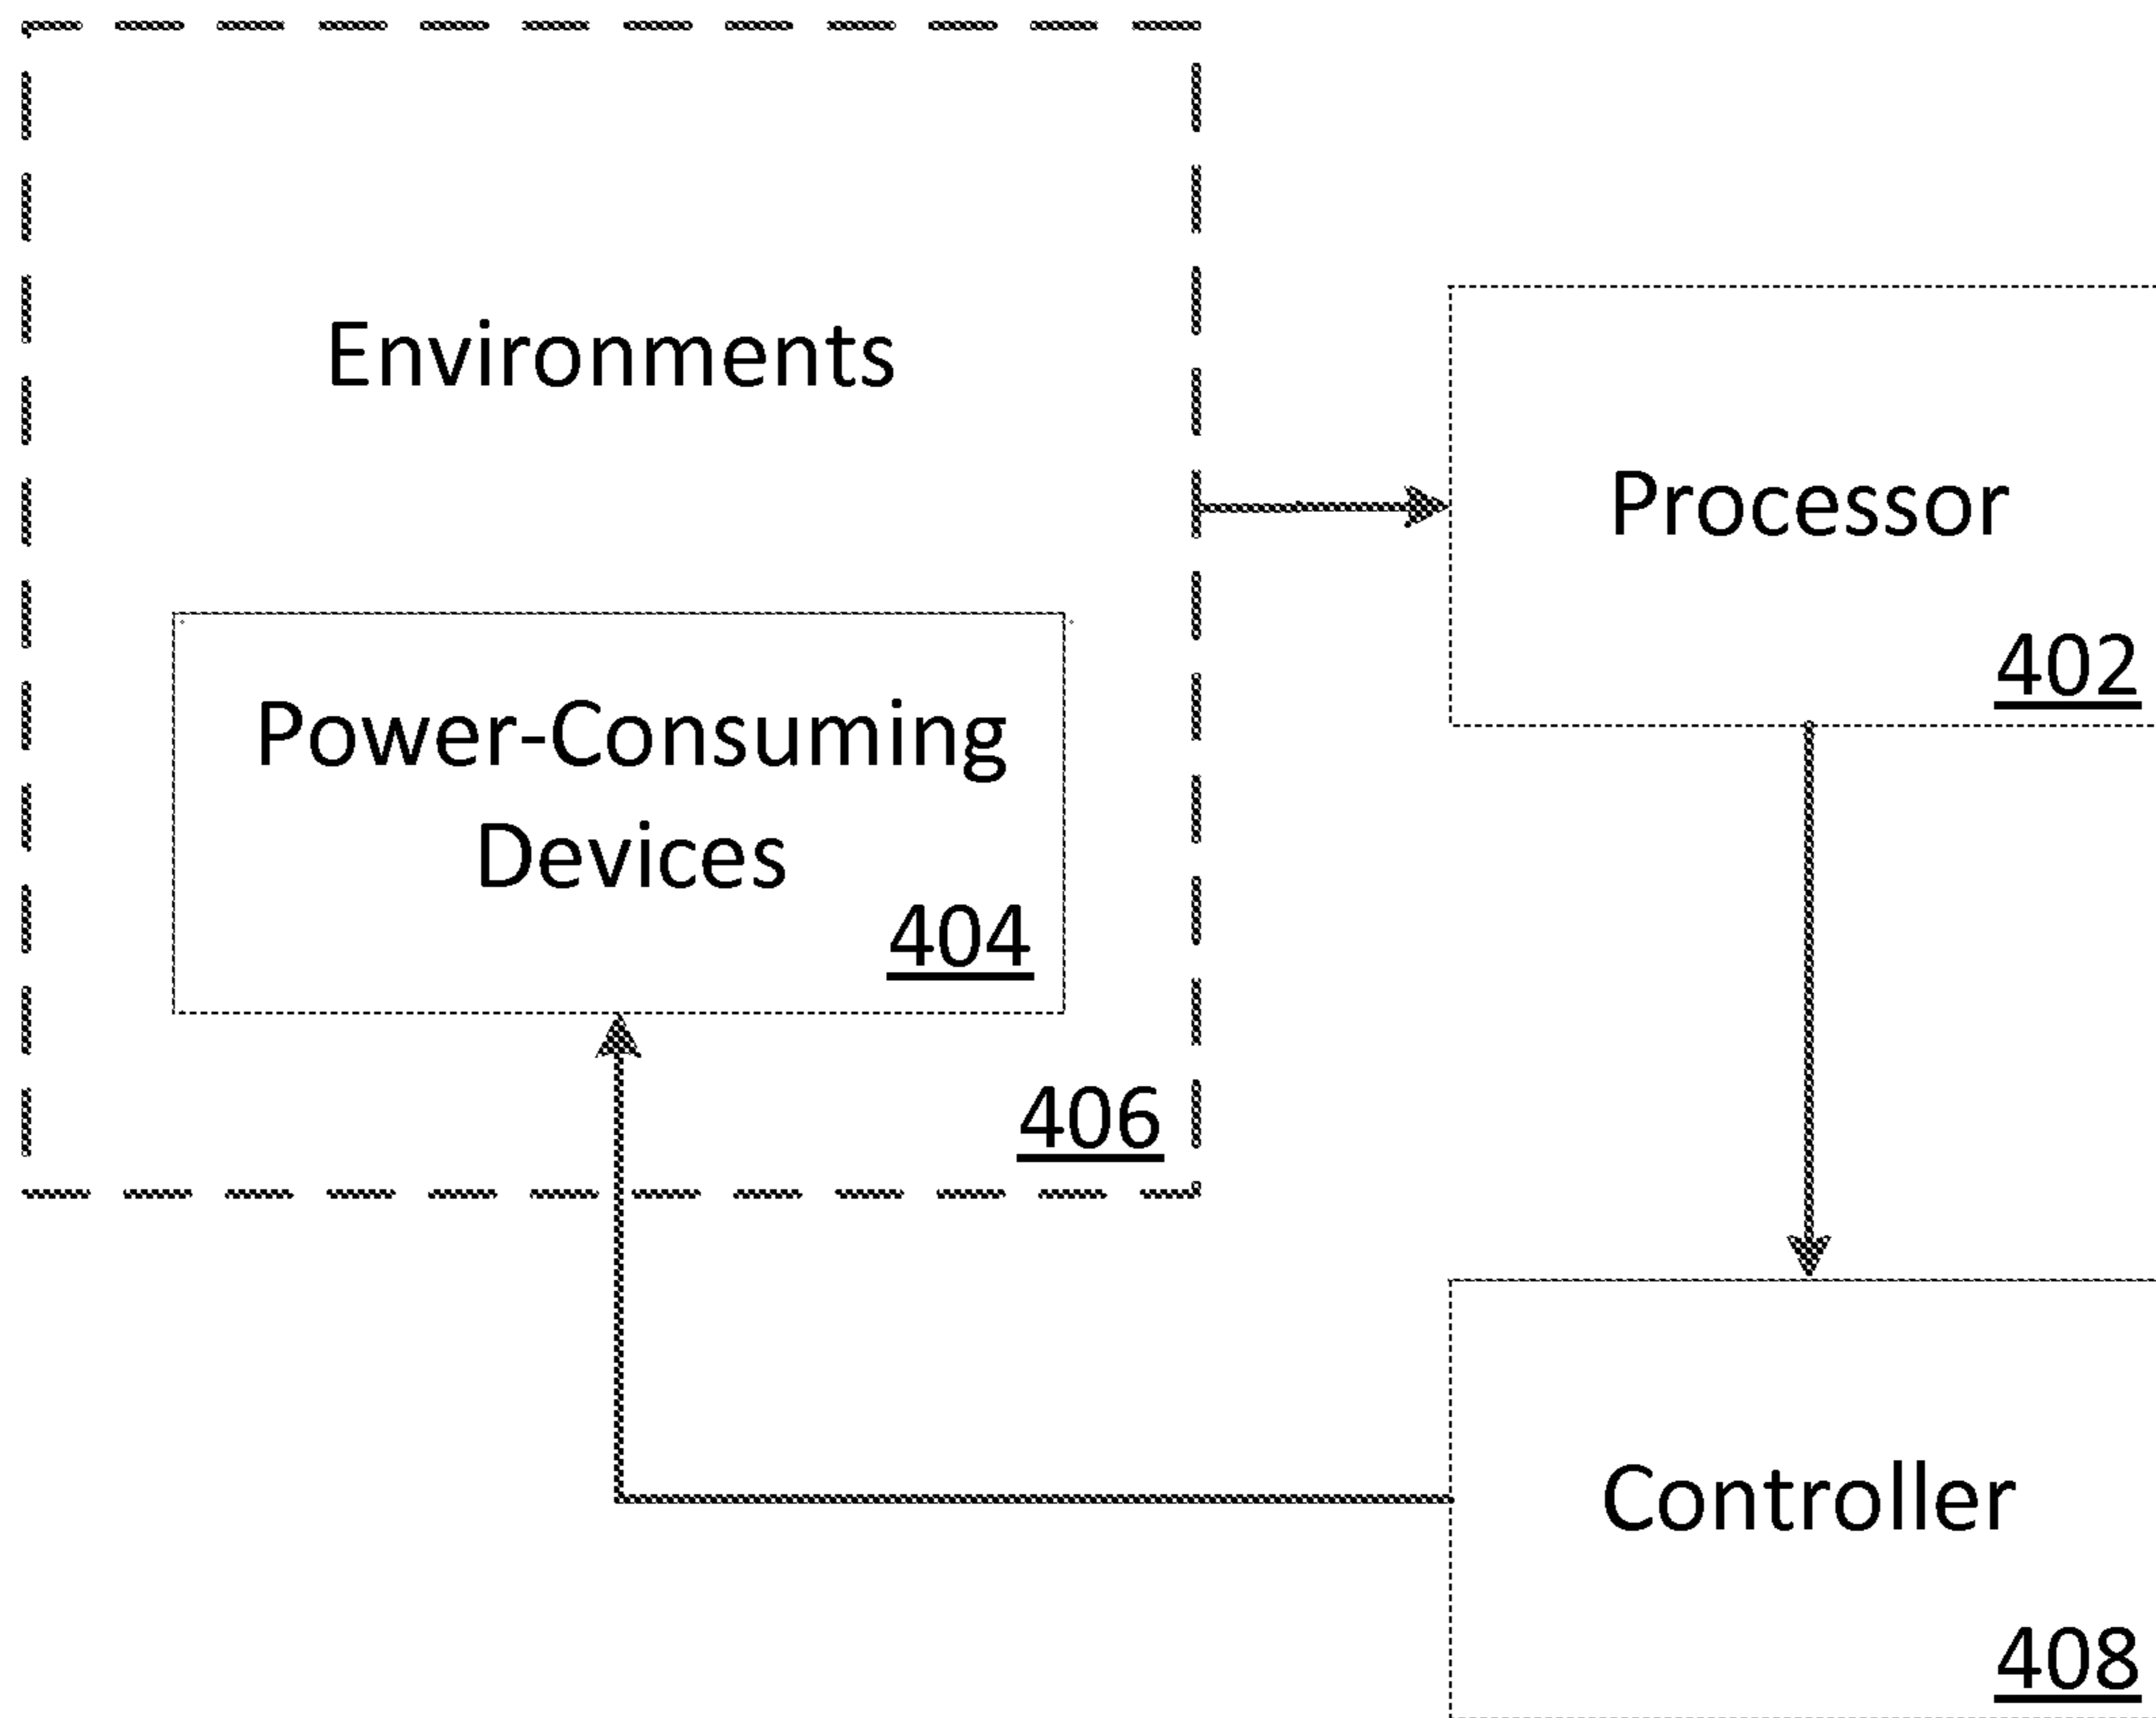 Environments
Processor
402
Power-Consuming
Devices
404
406
Controller
408